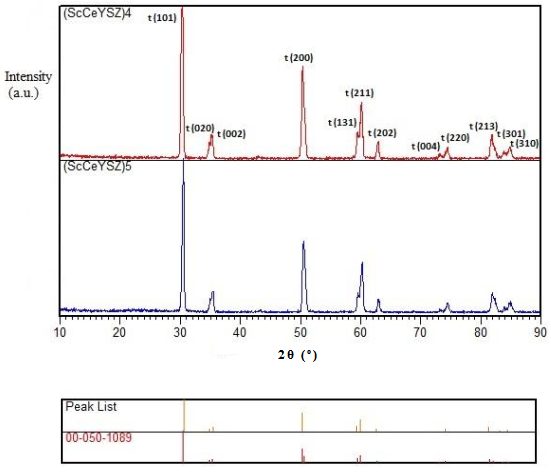 (ScCeYSZ)4
t (101)
t (200)
Intensity
(a.u.)
t (211)
t (020)
t (002)
t (131)
t (202)
t (213)
t (301)
t (004)
t (220)
t (310)
(ScCeYSZ)5
10 20 30 40 50 60 70 80 90
2 θ (°)
Peak List
00-050-1089